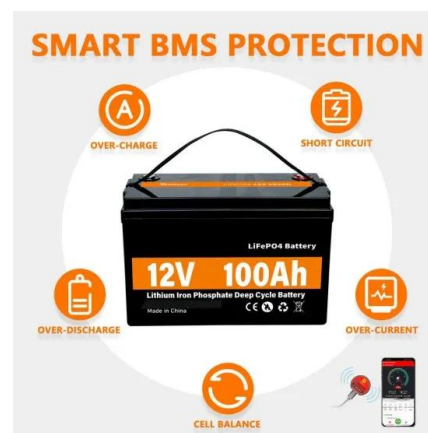 SMART BMS PROTECTION
A
OVER-CHARGE
SHORT CIRCUIT
LiFePO4 Battery
12V 100Ah
Lithium Iron Phosphate Deep Cycle Battery
Made in China
CE
OVER-DISCHARGE
OVER-CURRENT
CELL BALANCE